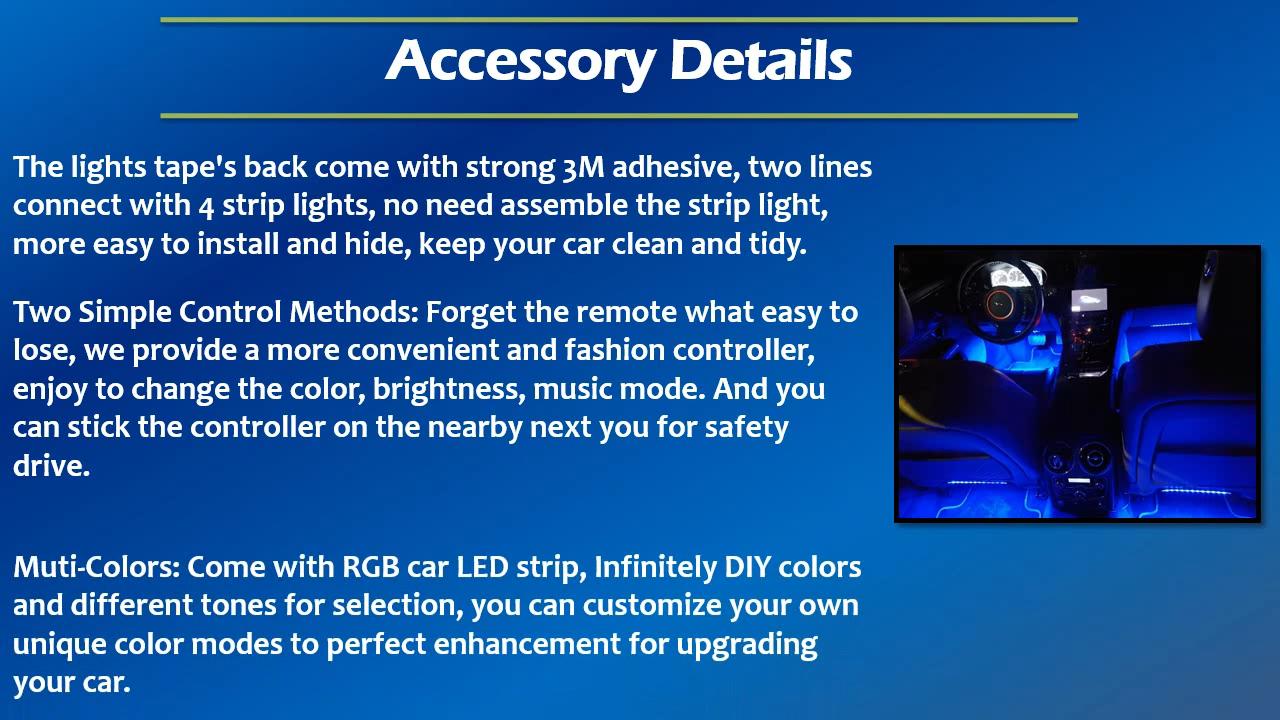 Accessory Details
The lights tape's back come with strong 3M adhesive, two lines
connect with 4 strip lights, no need assemble the strip light,
more easy to install and hide, keep your car clean and tidy.
Two Simple Control Methods: Forget the remote what easy to
lose, we provide a more convenient and fashion controller,
enjoy to change the color, brightness, music mode. And you
can stick the controller on the nearby next you for safety
drive.
Muti-Colors: Come with RGB car LED strip, Infinitely DIY colors
and different tones for selection, you can customize your own
unique color modes to perfect enhancement for upgrading
your car.